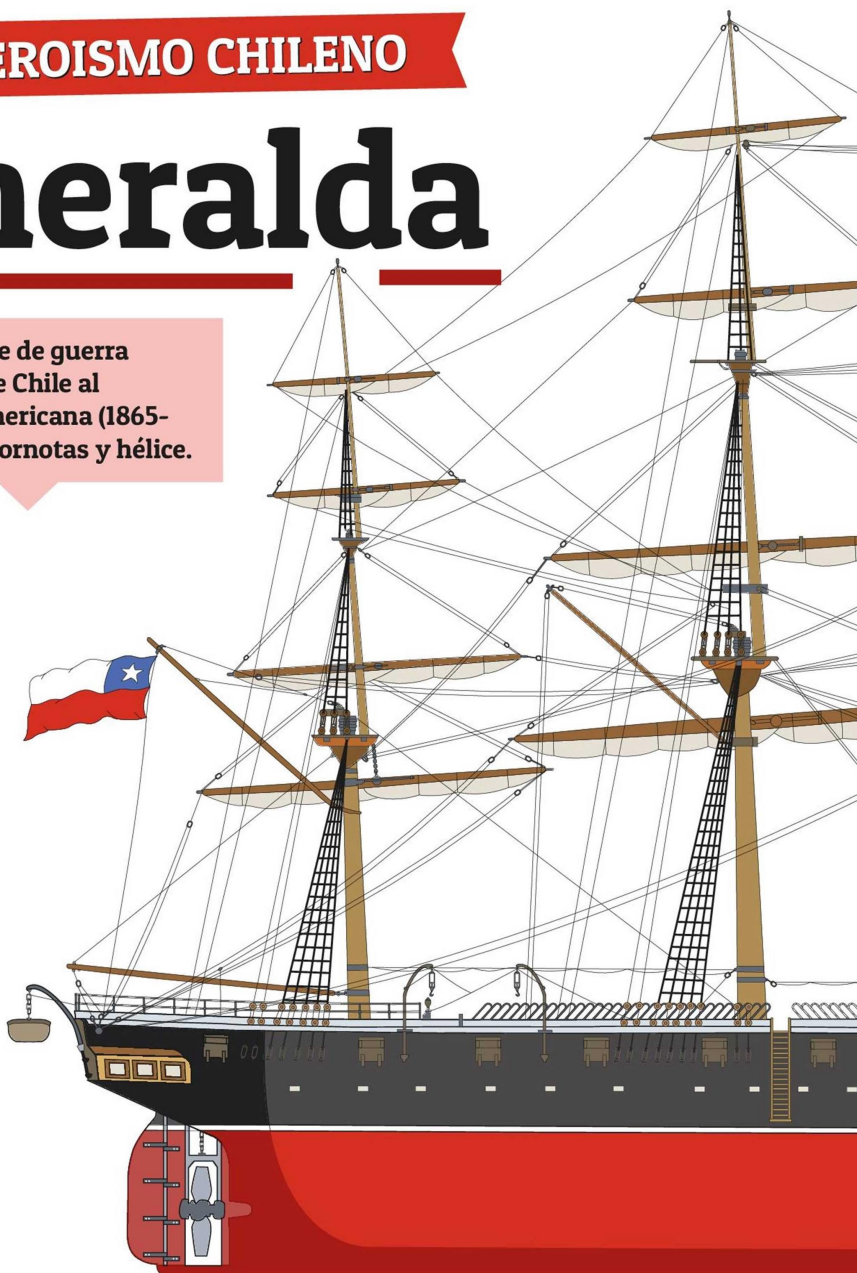 EROISMO CHILENO
neralda
e de guerra
e Chile al
nericana (1865-
ornotas y hélice.